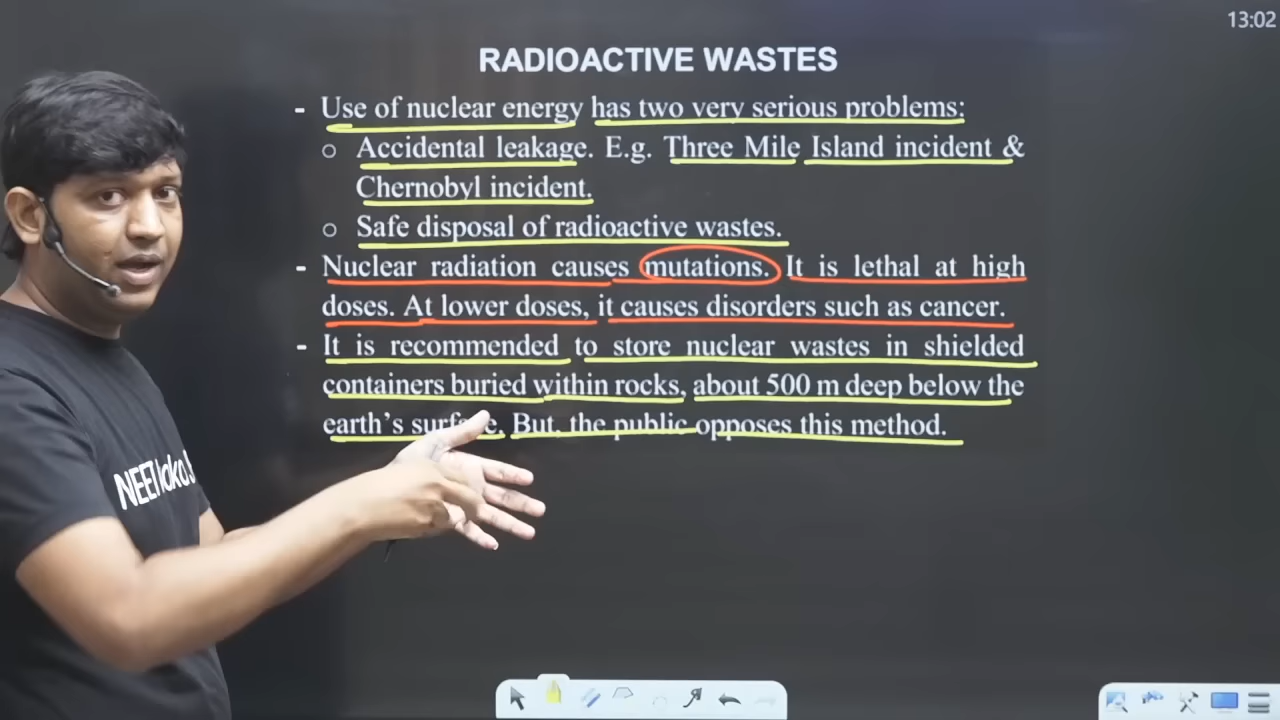 13:02
RADIOACTIVE WASTES
- Use of nuclear energy has two very serious problems:
o Accidental leakage. E.g. Three Mile Island incident &
Chernobyl incident.
o Safe disposal of radioactive wastes.
- Nuclear radiation causes mutations. It is lethal at high
doses. At lower doses, it causes disorders such as cancer.
- It is recommended to store nuclear wastes in shielded
containers buried within rocks, about 500 m deep below the
earth's surface. But, the public opposes this method.
NEET